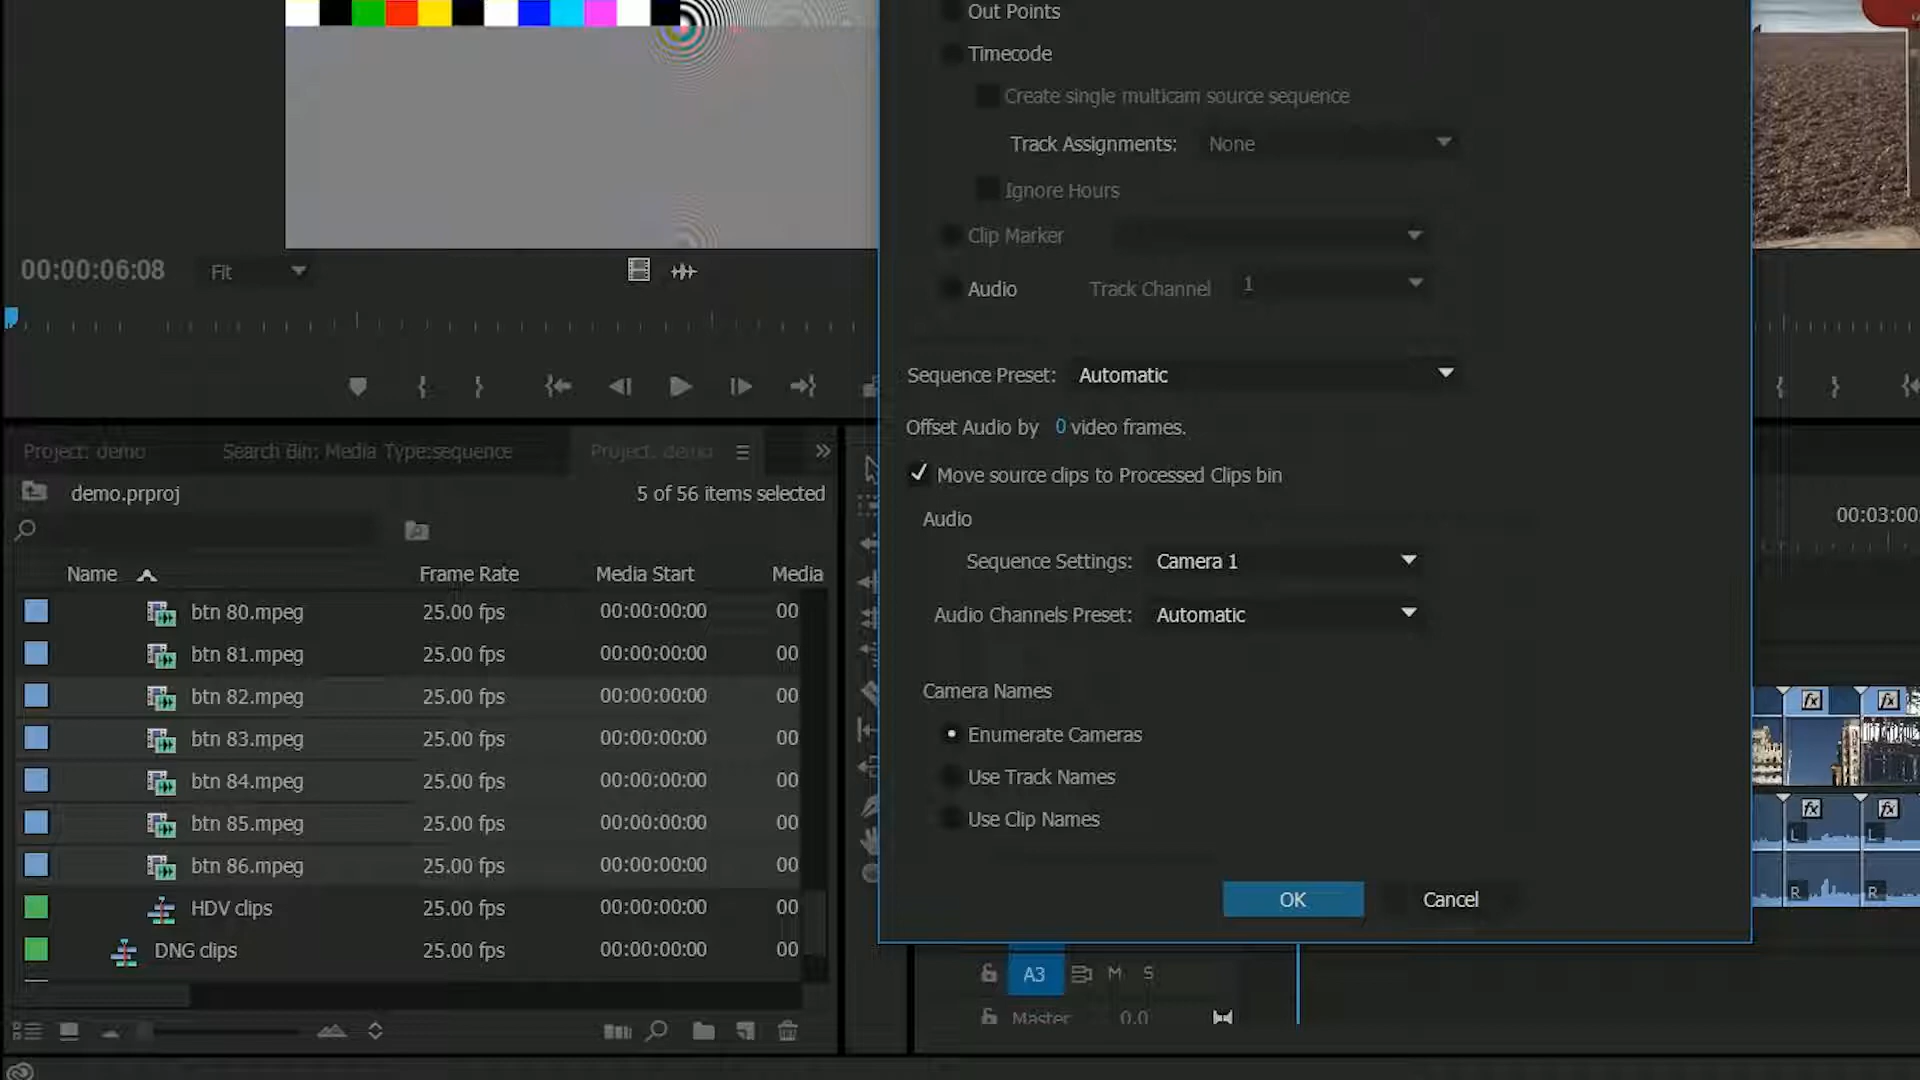 Out Points
Timecode
Create single multicam source sequence
Track Assignments: None
Ignore Hours
Clip Marker
Audio Track Channel 1
Sequence Preset: Automatic
Offset Audio by 0 video frames.
Move source clips to Processed Clips bin
Audio
Sequence Settings: Camera 1
Audio Channels Preset: Automatic
Camera Names
Enumerate Cameras
Use Track Names
Use Clip Names
OK Cancel
00:00:06:08 Fit
Project: demo Search Bin: Media Type:sequence Project: demo
demo.prproj 5 of 56 items selected
Name Frame Rate Media Start Media
btn 80.mpeg 25.00 fps 00:00:00:00 00
btn 81.mpeg 25.00 fps 00:00:00:00 00
btn 82.mpeg 25.00 fps 00:00:00:00 00
btn 83.mpeg 25.00 fps 00:00:00:00 00
btn 84.mpeg 25.00 fps 00:00:00:00 00
btn 85.mpeg 25.00 fps 00:00:00:00 00
btn 86.mpeg 25.00 fps 00:00:00:00 00
HDV clips 25.00 fps 00:00:00:00 00
DNG clips 25.00 fps 00:00:00:00 00
00:03:00
fx fx
fx fx
L L
R R
A3 M S
Master 0.0